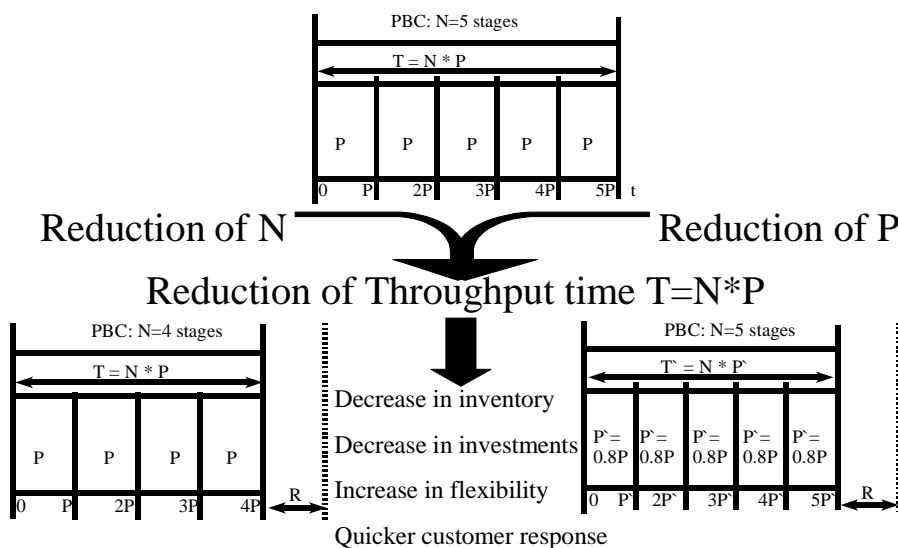 PBC: N=5 stages
T = N * P
P P P P P
0 P 2P 3P 4P 5P t
Reduction of N
Reduction of P
Reduction of Throughput time T=N*P
PBC: N=4 stages
T = N * P
P P P P
0 P 2P 3P 4P R
Decrease in inventory
Decrease in investments
Increase in flexibility
Quicker customer response
PBC: N=5 stages
T` = N * P`
P`= P`= P`= P`= P`=
0.8P 0.8P 0.8P 0.8P 0.8P
0 P` 2P` 3P` 4P` 5P` R